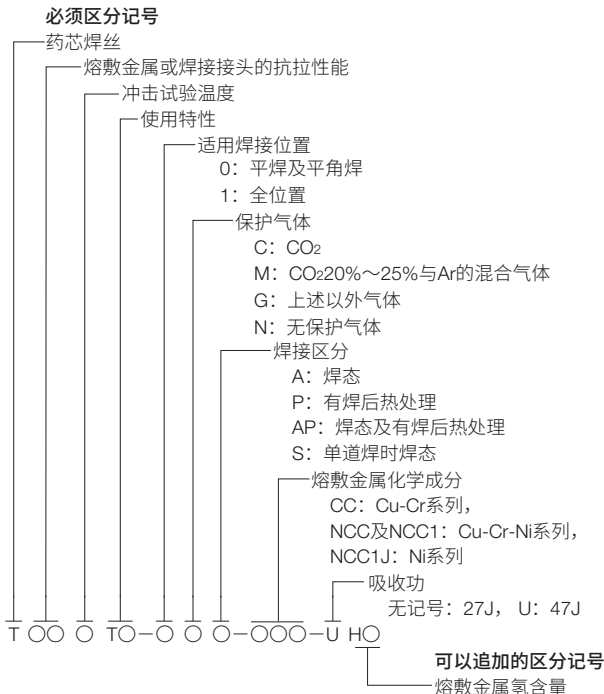 必须区分记号
药芯焊丝
熔敷金属或焊接接头的抗拉性能
冲击试验温度
使用特性
适用焊接位置
0：平焊及平角焊
1：全位置
保护气体
C：CO2
M：CO220%～25%与Ar的混合气体
G：上述以外气体
N：无保护气体
焊接区分
A：焊态
P：有焊后热处理
AP：焊态及有焊后热处理
S：单道焊时焊态
熔敷金属化学成分
CC：Cu-Cr系列，
NCC及NCC1：Cu-Cr-Ni系列，
NCC1J：Ni系列
吸收功
无记号：27J， U：47J
T ○○ ○ T○-○ ○ ○-○○○-U H○
可以追加的区分记号
熔敷金属氢含量